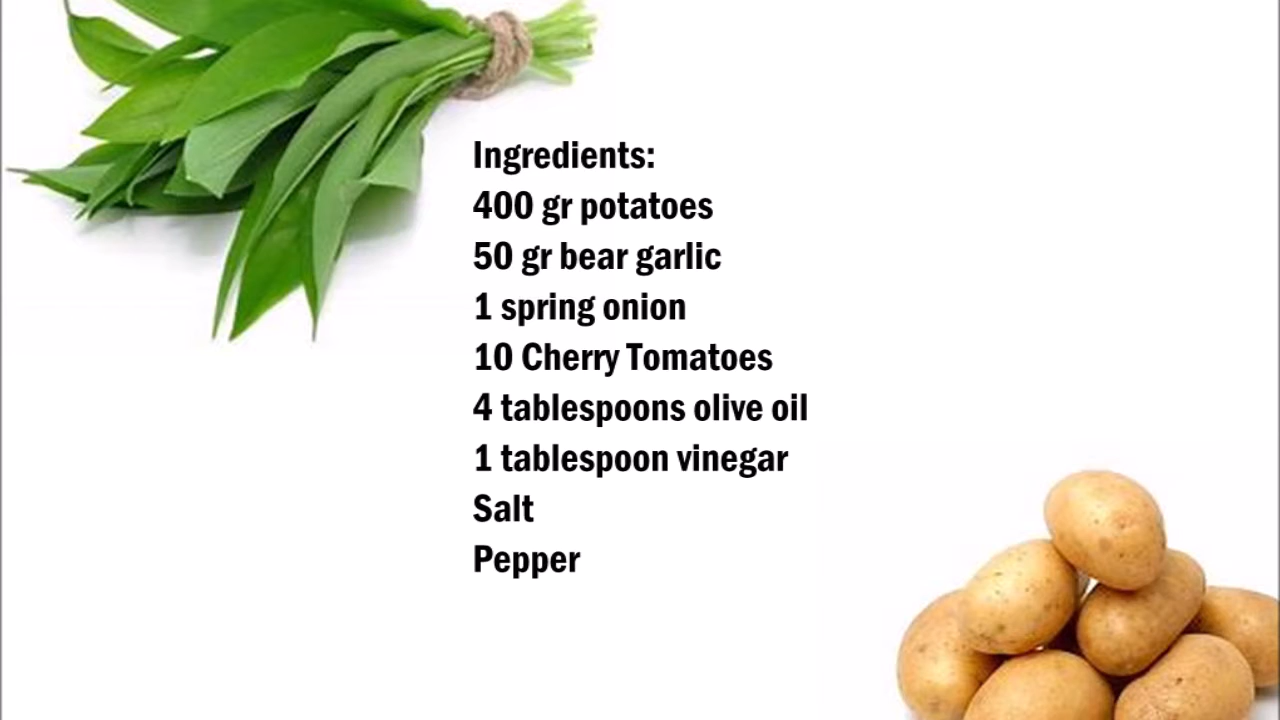 Ingredients:
400 gr potatoes
50 gr bear garlic
1 spring onion
10 Cherry Tomatoes
4 tablespoons olive oil
1 tablespoon vinegar
Salt
Pepper